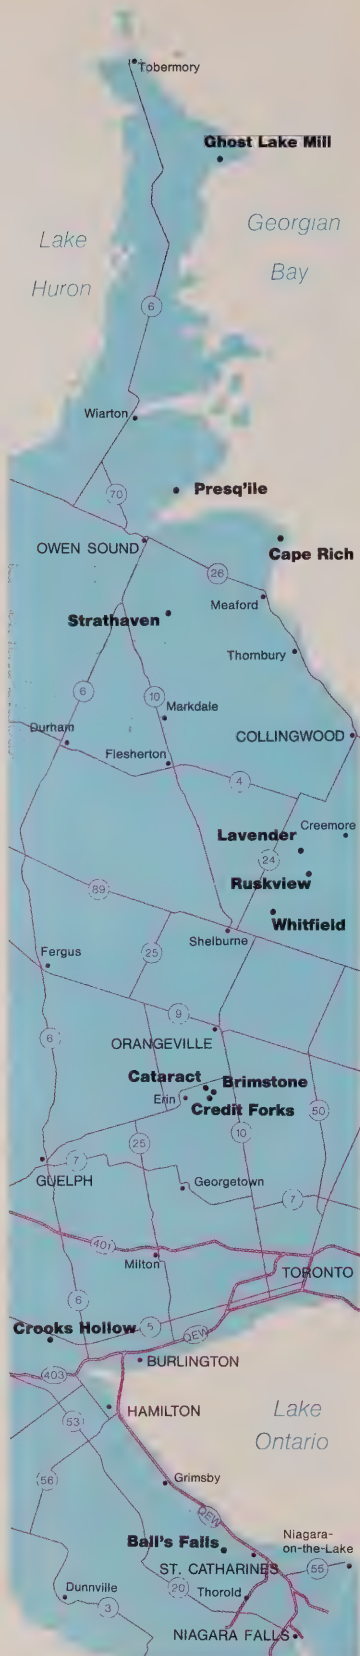 Tobermory
Ghost Lake Mill
Lake
Huron
Georgian
Bay
6
Wiarton
70
Presq'ile
OWEN SOUND
Cape Rich
26
Meaford
Strathaven
Thornbury
6
10
Markdale
Durham
COLLINGWOOD
Flesherton
4
Creemore
Lavender
24
Ruskview
89
Whitfield
Shelburne
Fergus
25
9
6
ORANGEVILLE
Cataract
Brimstone
Erin
Credit Forks
50
10
25
7
GUELPH
Georgetown
7
401
Milton
TORONTO
6
5
Crooks Hollow
QEW
BURLINGTON
403
HAMILTON
53
Lake
Ontario
56
Grimsby
QEW
Ball's Falls
Niagara-
on-the-Lake
ST. CATHARINES
55
20
Thorold
Dunnville
3
NIAGARA FALLS